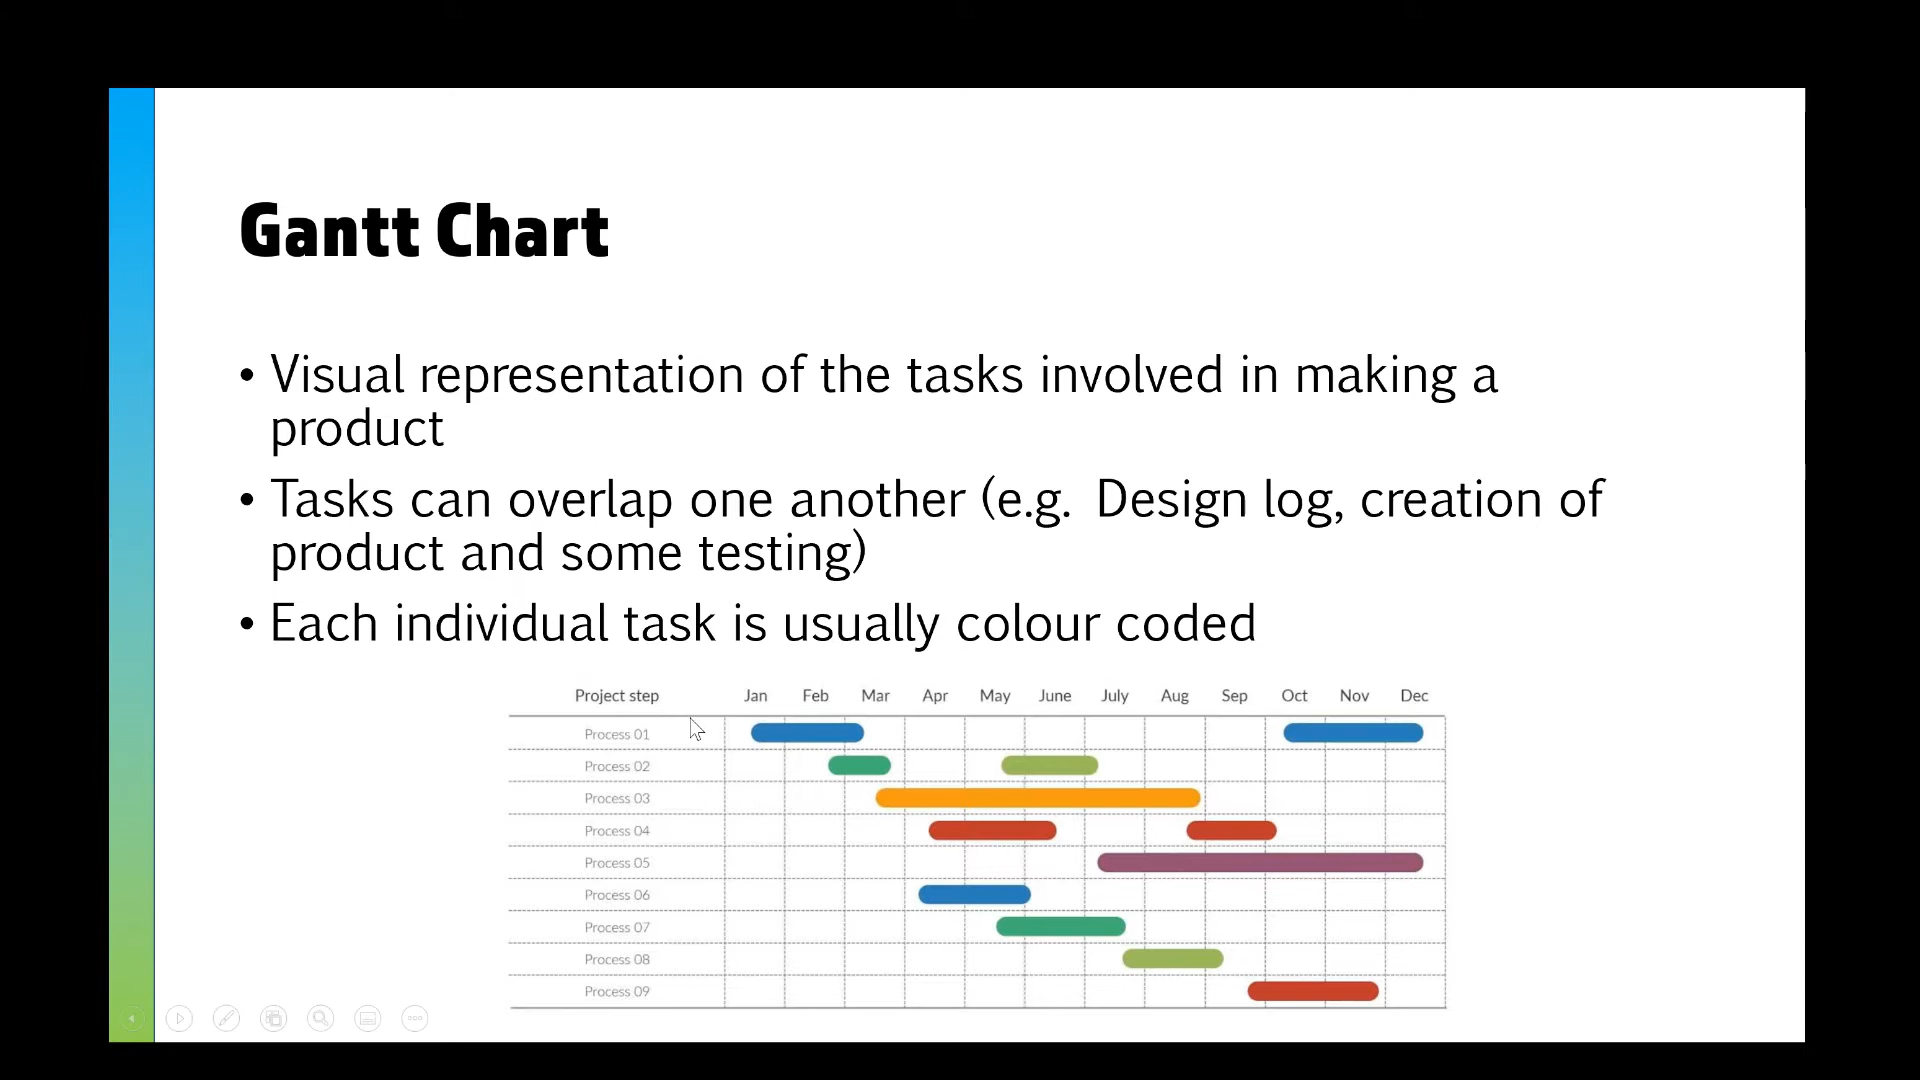 Gantt Chart
• Visual representation of the tasks involved in making a
product
• Tasks can overlap one another (e.g. Design log, creation of
product and some testing)
• Each individual task is usually colour coded
Project step Jan Feb Mar Apr May June July Aug Sep Oct Nov Dec
Process 01
Process 02
Process 03
Process 04
Process 05
Process 06
Process 07
Process 08
Process 09